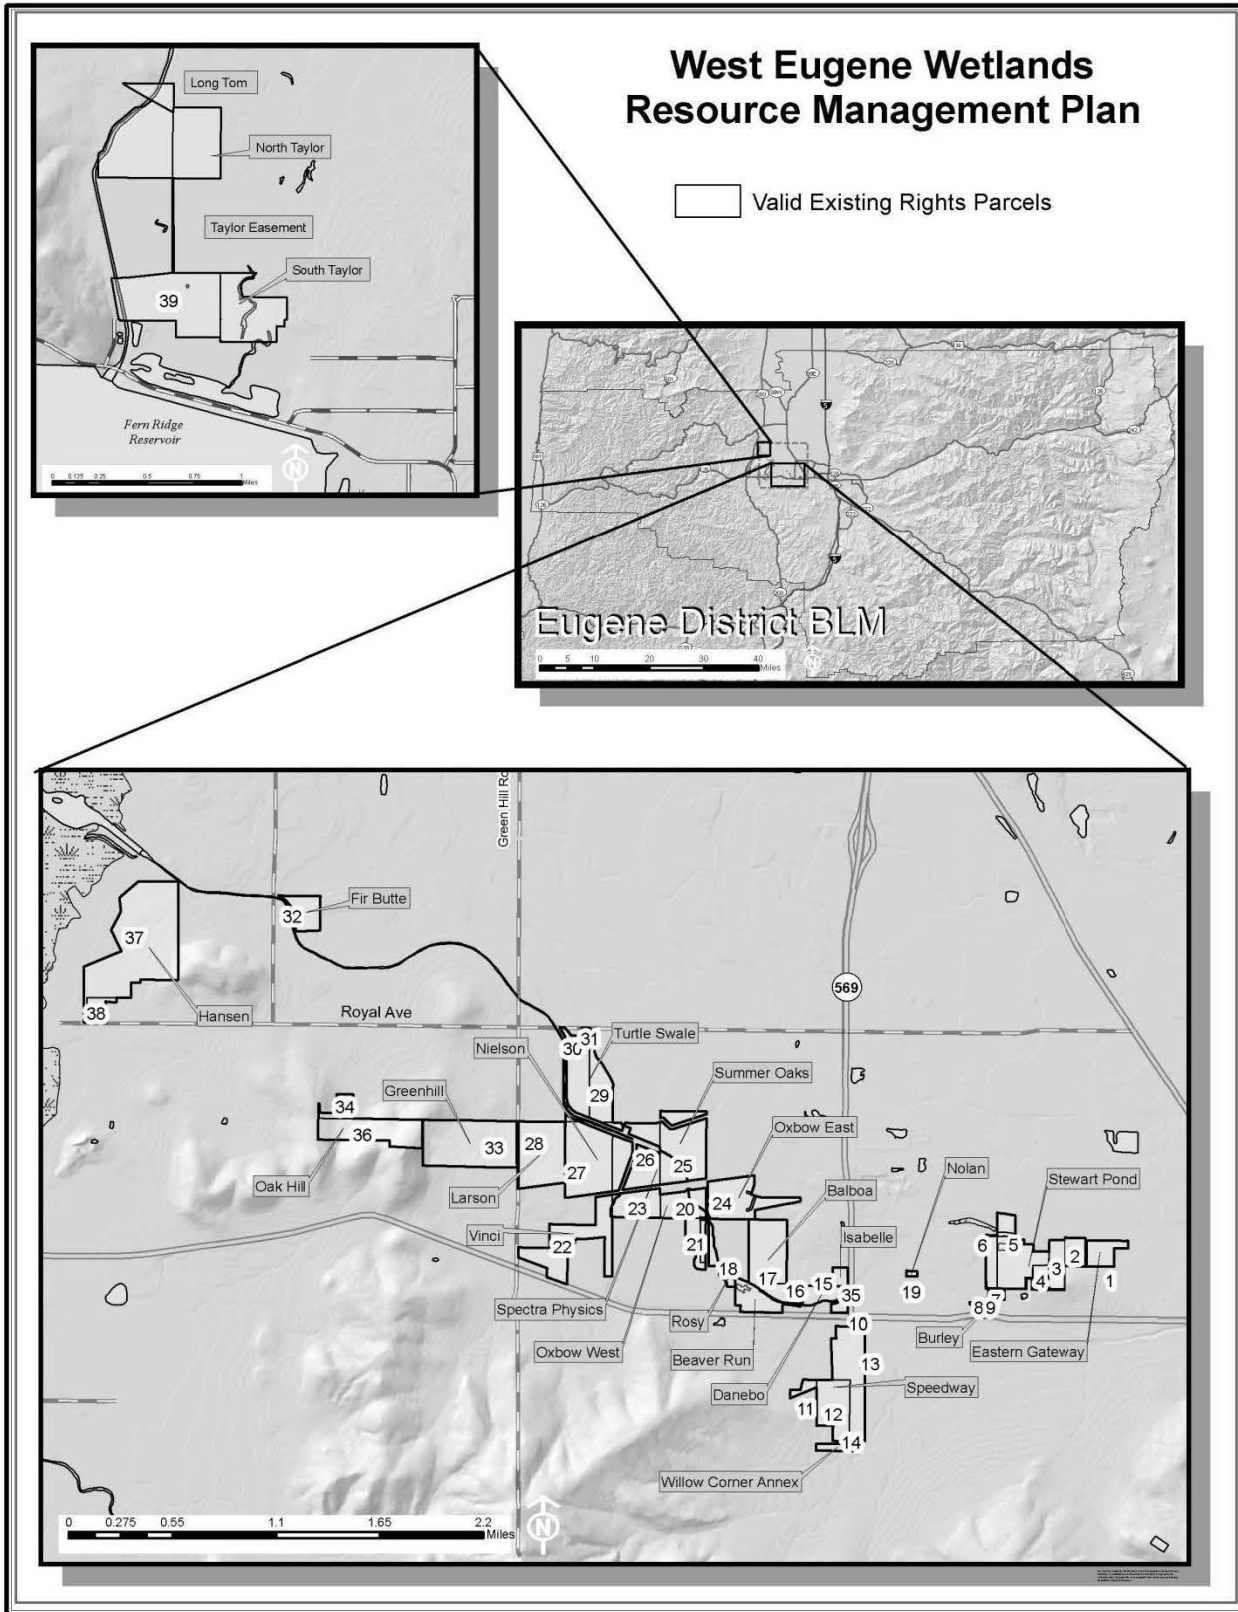 West Eugene Wetlands
Resource Management Plan
Valid Existing Rights Parcels
Long Tom
North Taylor
Taylor Easement
South Taylor
39
Fern Ridge
Reservoir
0 0.125 0.25 0.5 0.75 1
Miles
N
5
5
126
126
Eugene District BLM
0 5 10 20 30 40
Miles
N
Green Hill Rd
Fir Butte
32
37
569
38
Hansen
Royal Ave
31
30
Turtle Swale
Nielson
Summer Oaks
Greenhill
29
34
Oxbow East
36
33
28
26
25
Nolan
Oak Hill
27
Balboa
Stewart Pond
Larson
23
20
24
Isabelle
Vinci
22
21
6
5
2
3
18
17
16
15
35
19
4
1
7
Spectra Physics
Rosy
8
9
10
Burley
Oxbow West
Beaver Run
Eastern Gateway
13
Danebo
Speedway
11
12
14
Willow Corner Annex
0 0.275 0.55 1.1 1.65 2.2
Miles
N